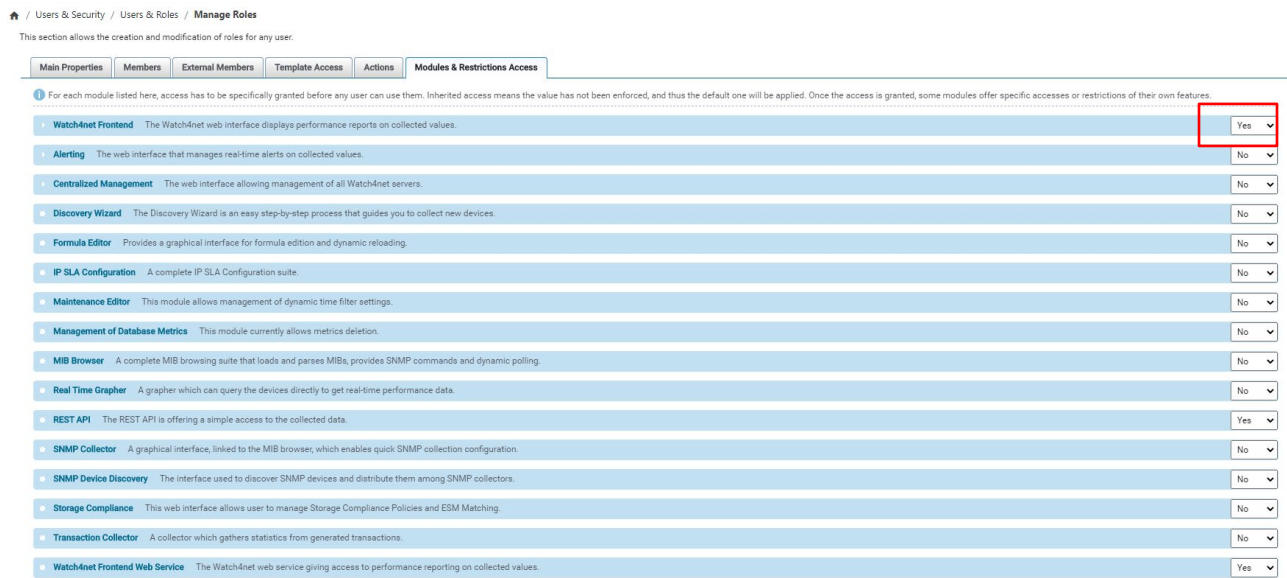 / Users & Security / Users & Roles / Manage Roles
This section allows the creation and modification of roles for any user.
Main Properties Members External Members Template Access Actions Modules & Restrictions Access
For each module listed here, access has to be specifically granted before any user can use them. Inherited access means the value has not been enforced, and thus the default one will be applied. Once the access is granted, some modules offer specific accesses or restrictions of their own features.
Watch4net Frontend The Watch4net web interface displays performance reports on collected values. Yes
Alerting The web interface that manages real-time alerts on collected values. No
Centralized Management The web interface allowing management of all Watch4net servers. No
Discovery Wizard The Discovery Wizard is an easy step-by-step process that guides you to collect new devices. No
Formula Editor Provides a graphical interface for formula edition and dynamic reloading. No
IP SLA Configuration A complete IP SLA Configuration suite. No
Maintenance Editor This module allows management of dynamic time filter settings. No
Management of Database Metrics This module currently allows metrics deletion. No
MIB Browser A complete MIB browsing suite that loads and parses MIBs, provides SNMP commands and dynamic polling. No
Real Time Grapher A grapher which can query the devices directly to get real-time performance data. No
REST API The REST API is offering a simple access to the collected data. Yes
SNMP Collector A graphical interface, linked to the MIB browser, which enables quick SNMP collection configuration. No
SNMP Device Discovery The interface used to discover SNMP devices and distribute them among SNMP collectors. No
Storage Compliance This web interface allows user to manage Storage Compliance Policies and ESM Matching. No
Transaction Collector A collector which gathers statistics from generated transactions. No
Watch4net Frontend Web Service The Watch4net web service giving access to performance reporting on collected values. Yes